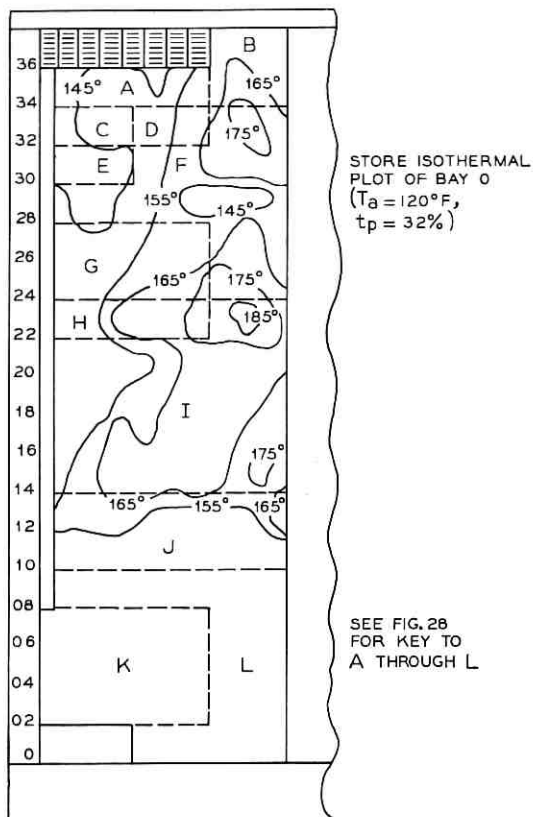 B
36
A
165°
145°
34
C
D
175°
32
E
F
30
155°
145°
28
G
165°
175°
24
H
185°
22
20
18
I
16
175°
14
165°
155°
165°
12
J
10
08
06
K
L
04
02
0
STORE ISOTHERMAL
PLOT OF BAY 0
(Ta = 120°F,
tp = 32%)
SEE FIG. 28
FOR KEY TO
A THROUGH L